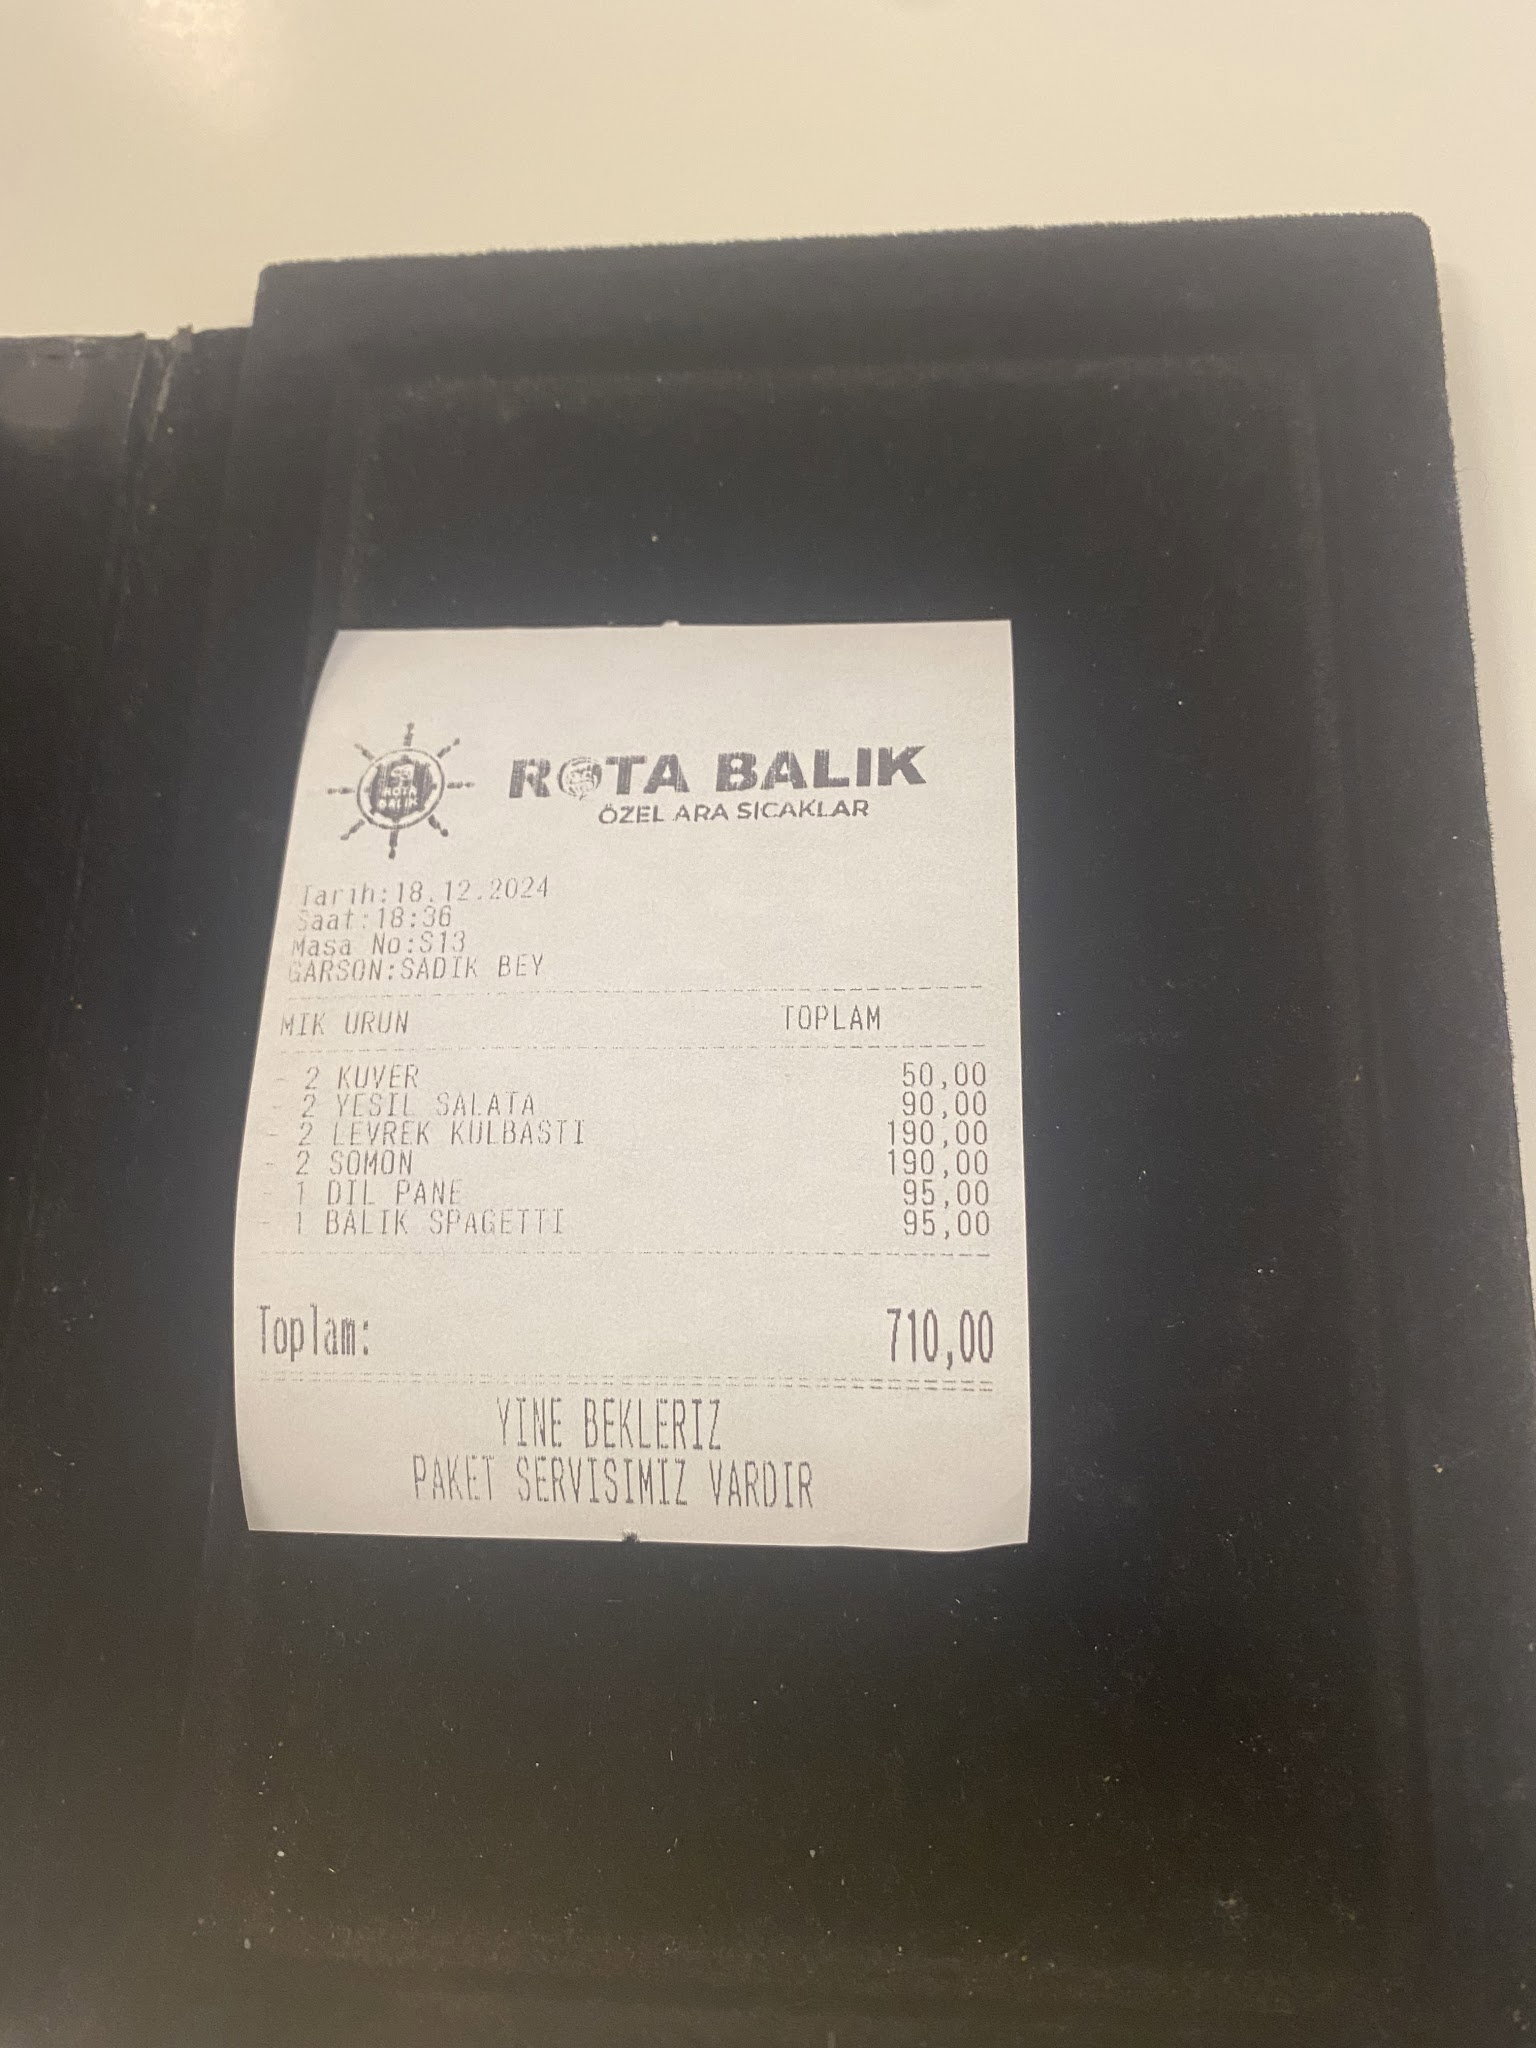 ROTA
BALIK
ROTA BALIK
ÖZEL ARA SICAKLAR
Tarih:18.12.2024
Saat:18:36
Masa No:S13
GARSON:SADIK BEY
MIK URUN TOPLAM
- 2 KUVER 50,00
- 2 YESIL SALATA 90,00
- 2 LEVREK KULBASTI 190,00
- 2 SOMON 190,00
- 1 DIL PANE 95,00
- 1 BALIK SPAGETTI 95,00
Toplam: 710,00
YINE BEKLERIZ
PAKET SERVISIMIZ VARDIR